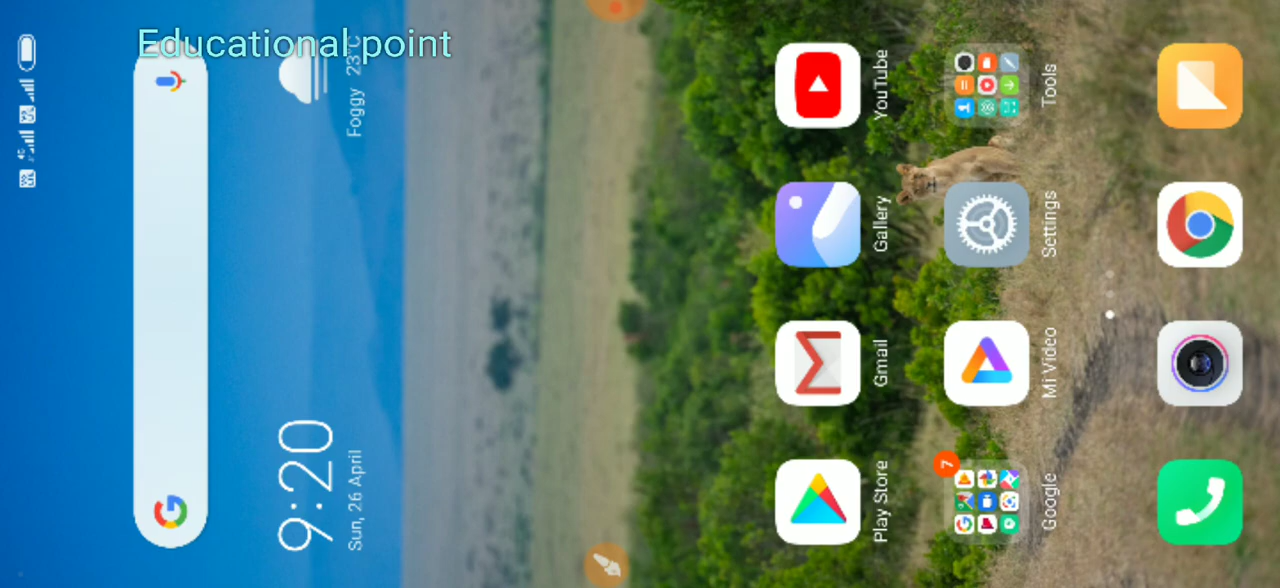 Educational point
9:20
Sun, 26 April
Foggy 23°C
Play Store
Gmail
Gallery
YouTube
7
Google
Mi Video
Settings
Tools